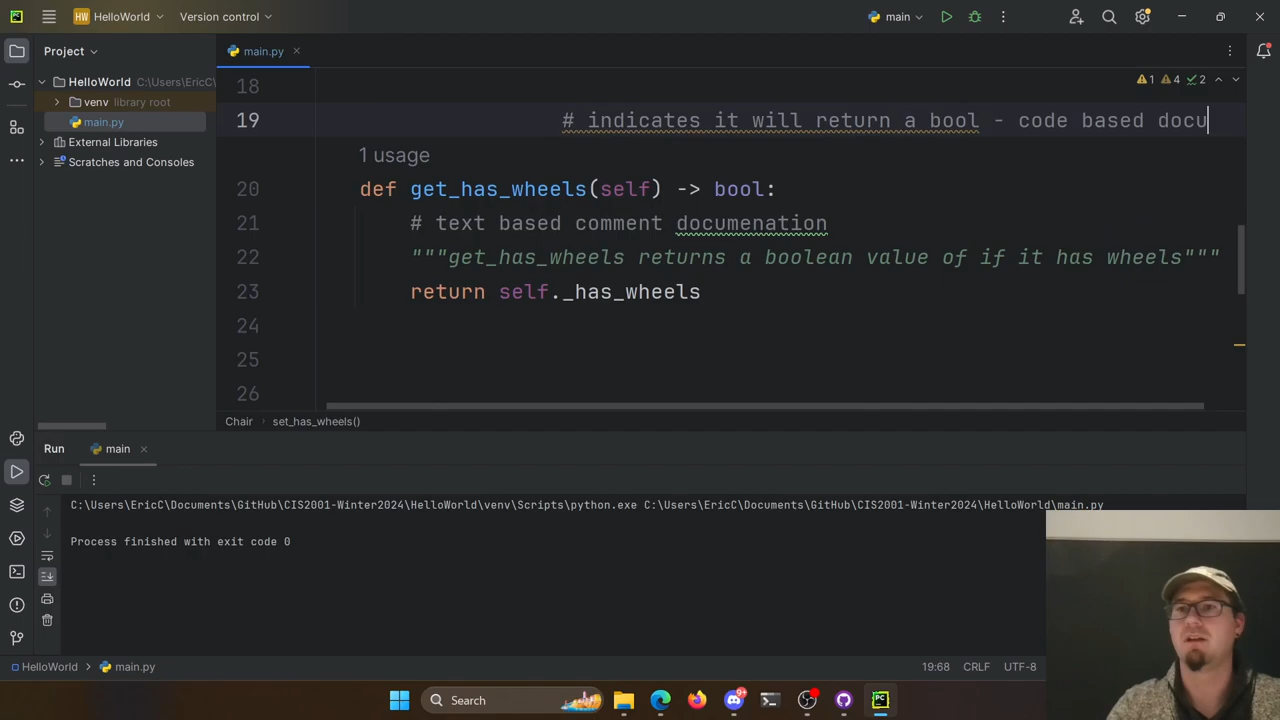 HW HelloWorld
Version control
main
Project
main.py
HelloWorld C:\Users\EricC\
venv library root
main.py
External Libraries
Scratches and Consoles
1 4 2
18
19 # indicates it will return a bool - code based docu
1 usage
20 def get_has_wheels(self) -> bool:
21 # text based comment documenation
22 """get_has_wheels returns a boolean value of if it has wheels"""
23 return self._has_wheels
24
25
26
Chair set_has_wheels()
Run main
C:\Users\EricC\Documents\GitHub\CIS2001-Winter2024\HelloWorld\venv\Scripts\python.exe C:\Users\EricC\Documents\GitHub\CIS2001-Winter2024\HelloWorld\main.py
Process finished with exit code 0
HelloWorld main.py
19:68 CRLF UTF-8
Search